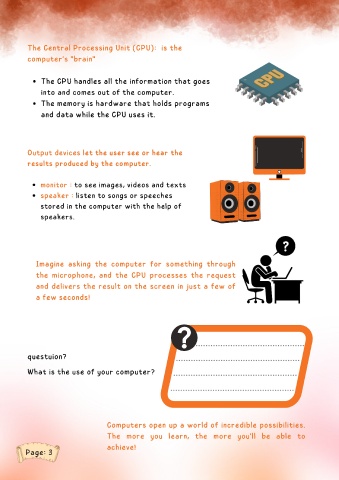 The Central Processing Unit (CPU): is the
computer's "brain"
• The CPU handles all the information that goes
into and comes out of the computer.
• The memory is hardware that holds programs
and data while the CPU uses it.
CPU
Output devices let the user see or hear the
results produced by the computer.
• monitor : to see images, videos and texts
• speaker : listen to songs or speeches
stored in the computer with the help of
speakers.
?
Imagine asking the computer for something through
the microphone, and the CPU processes the request
and delivers the result on the screen in just a few of
a few seconds!
?
questuion?
What is the use of your computer?
Computers open up a world of incredible possibilities.
The more you learn, the more you'll be able to
achieve!
Page: 3